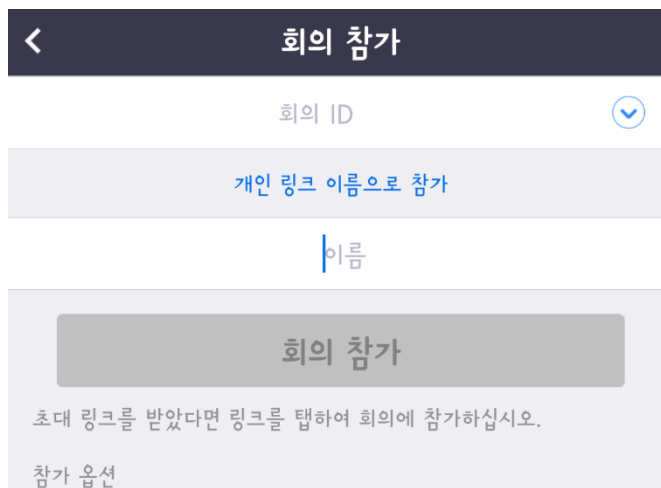 회의 참가
회의 ID
개인 링크 이름으로 참가
이름
회의 참가
초대 링크를 받았다면 링크를 탭하여 회의에 참가하십시오.
참가 옵션